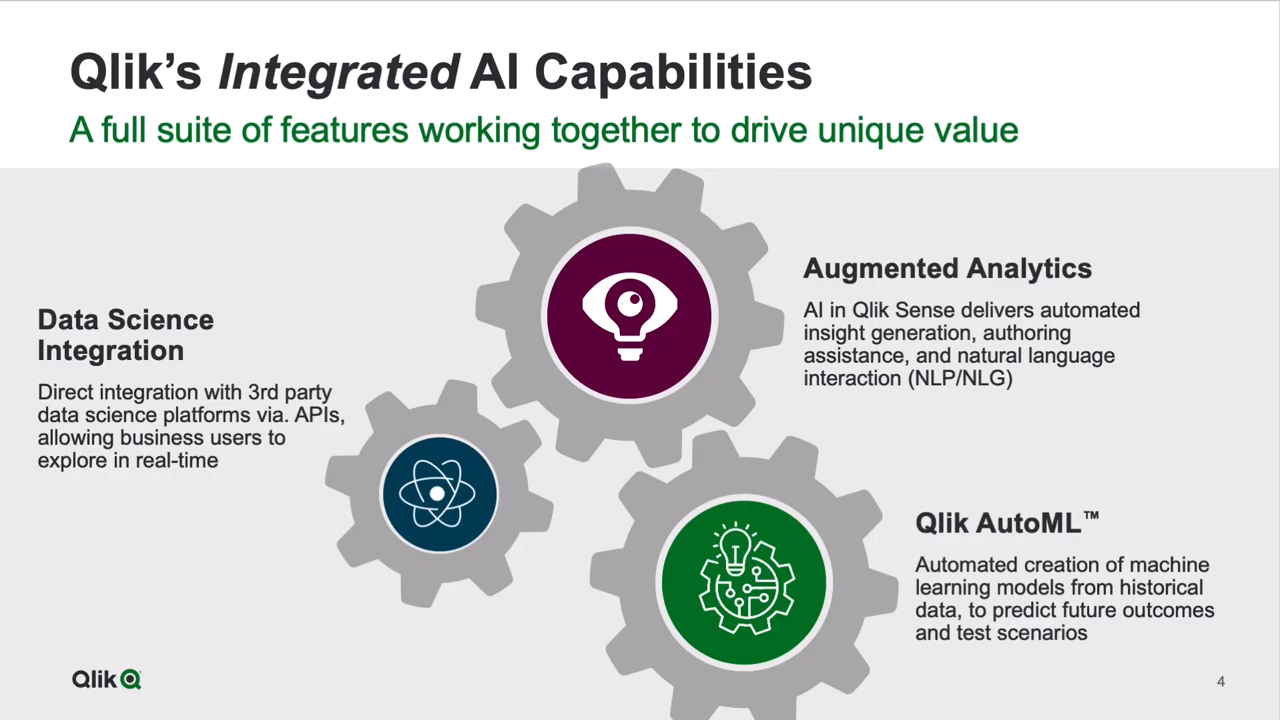 Qlik’s Integrated AI Capabilities
A full suite of features working together to drive unique value
Data Science
Integration
Direct integration with 3rd party
data science platforms via. APIs,
allowing business users to
explore in real-time
Augmented Analytics
AI in Qlik Sense delivers automated
insight generation, authoring
assistance, and natural language
interaction (NLP/NLG)
Qlik AutoML™
Automated creation of machine
learning models from historical
data, to predict future outcomes
and test scenarios
Qlik
4